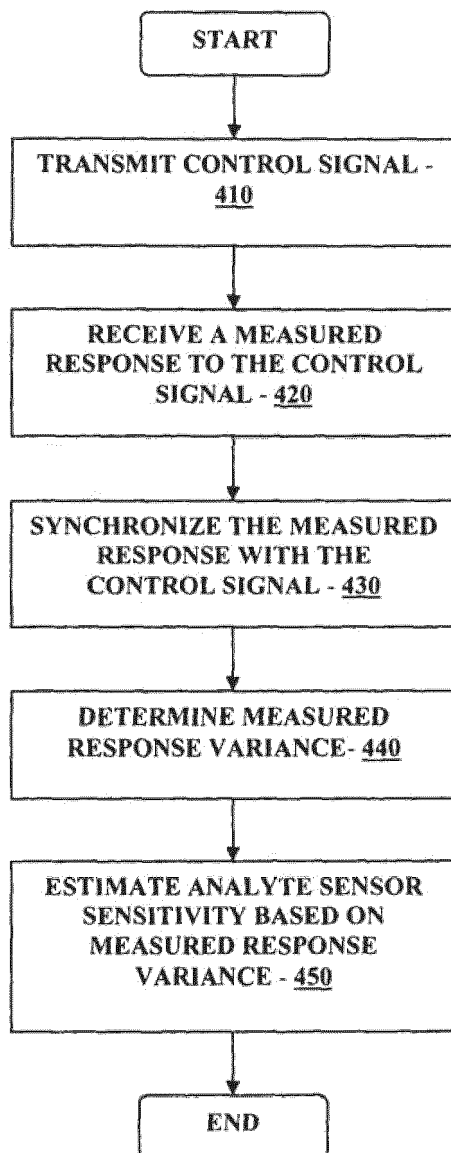 START
TRANSMIT CONTROL SIGNAL -
410
RECEIVE A MEASURED
RESPONSE TO THE CONTROL
SIGNAL - 420
SYNCHRONIZE THE MEASURED
RESPONSE WITH THE
CONTROL SIGNAL - 430
DETERMINE MEASURED
RESPONSE VARIANCE- 440
ESTIMATE ANALYTE SENSOR
SENSITIVITY BASED ON
MEASURED RESPONSE
VARIANCE - 450
END